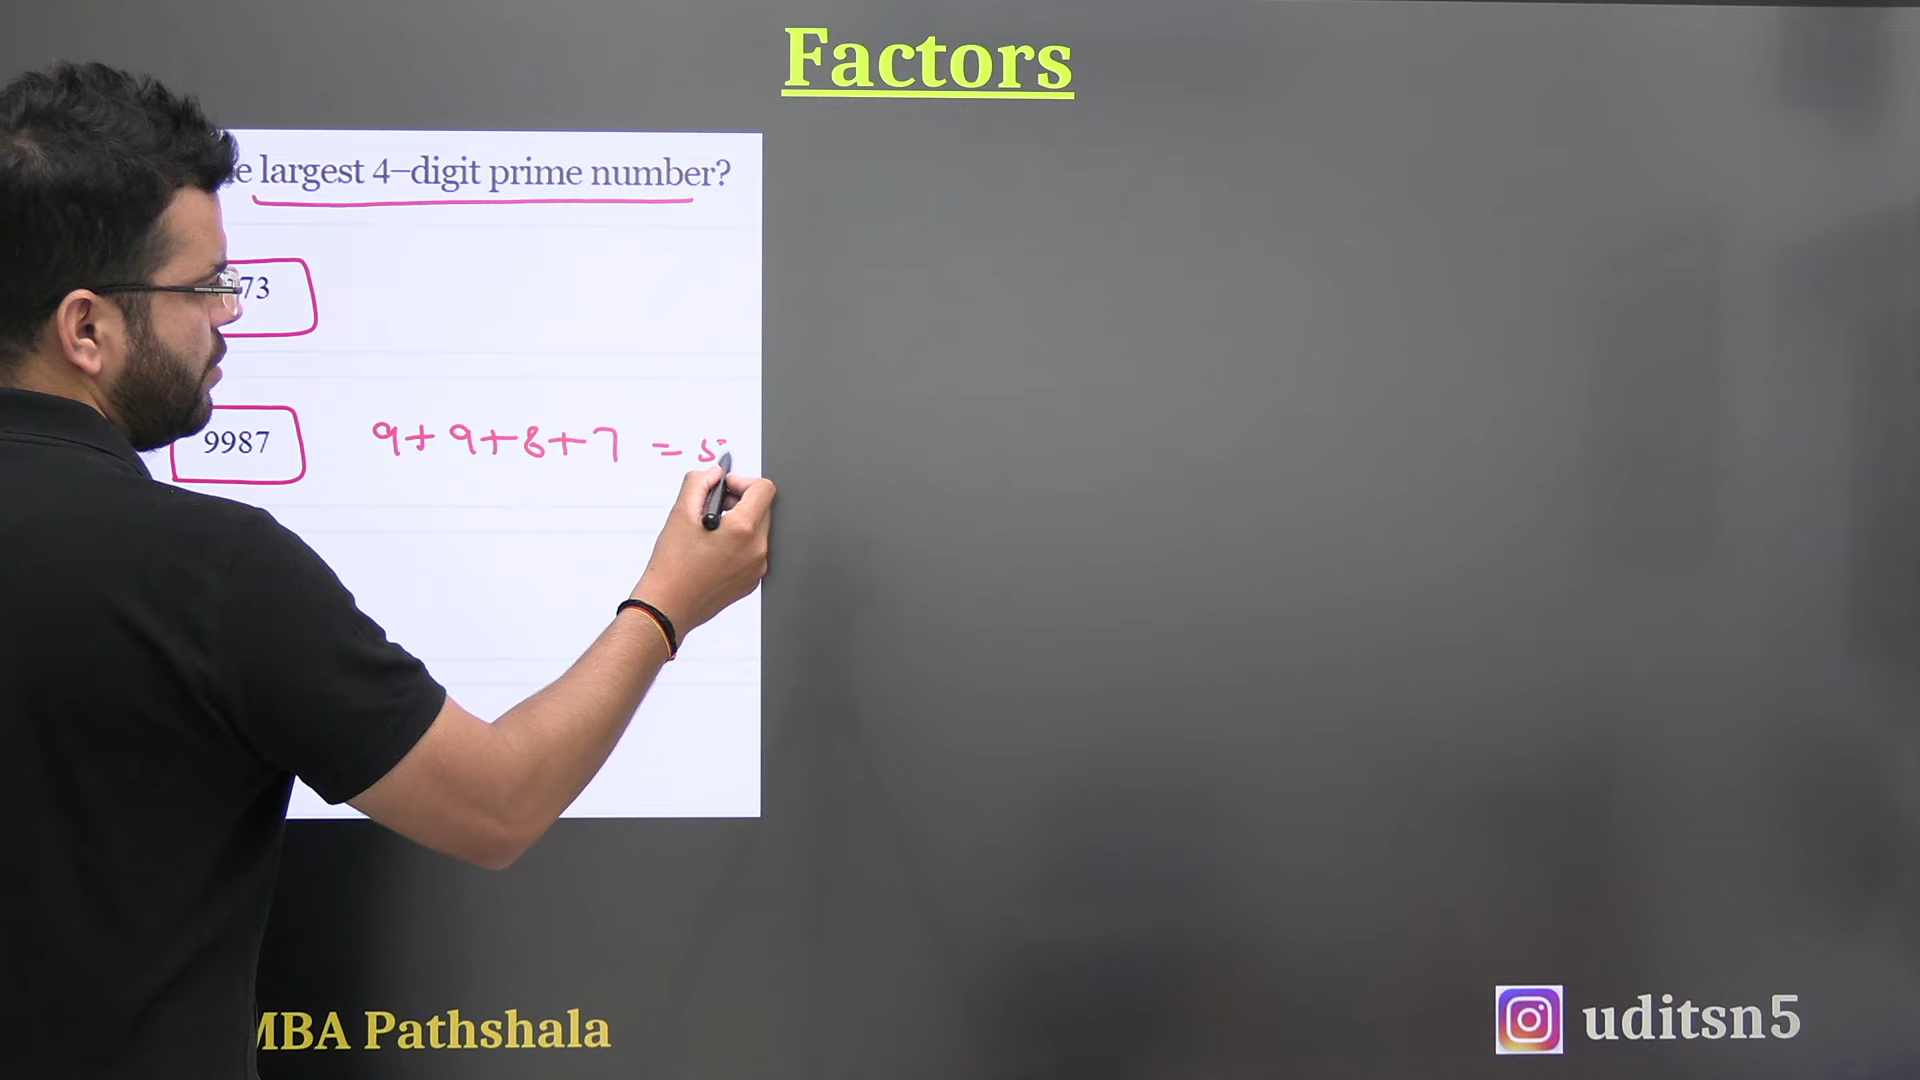 Factors
e largest 4–digit prime number?
73
9987 9+9+8+7 =
MBA Pathshala
uditsn5